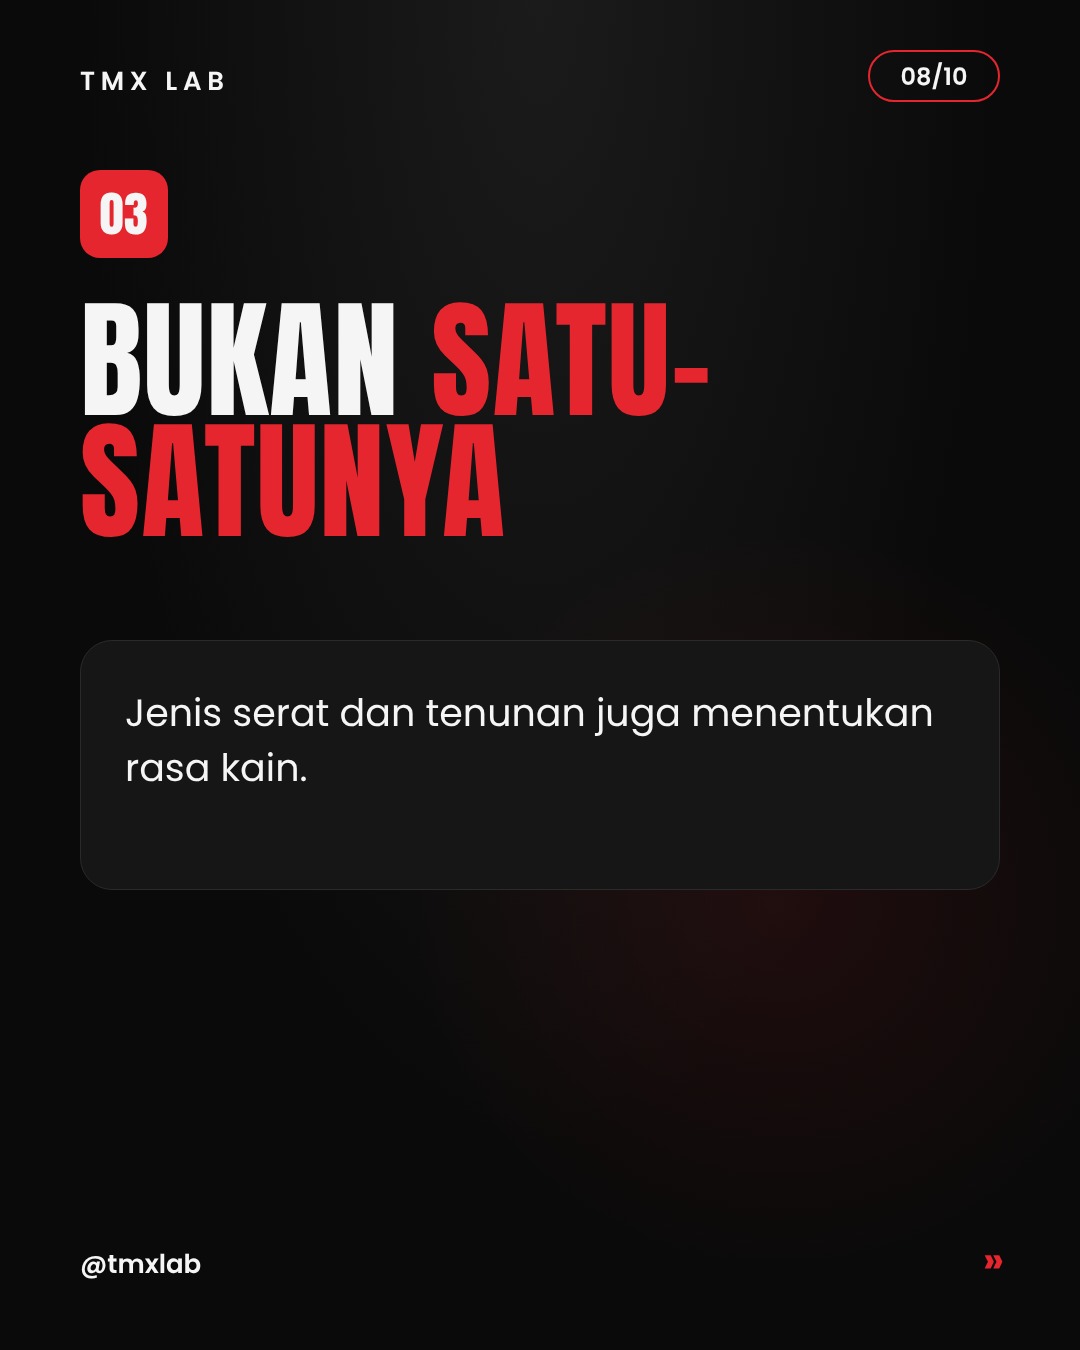 TMX LAB
08/10
03
BUKAN SATU-
SATUNYA
Jenis serat dan tenunan juga menentukan
rasa kain.
@tmxlab
»